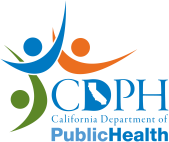 CDPH
California Department of
PublicHealth